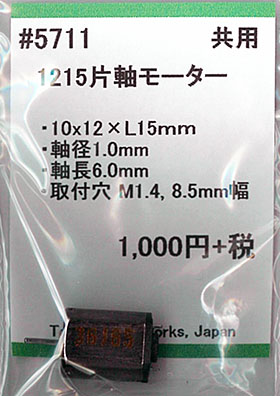 #5711 共用
1215片軸モーター
・10x12×L15mm
・軸径1.0mm
・軸長6.0mm
・取付穴 M1.4, 8.5mm幅
1,000円+税
Japan